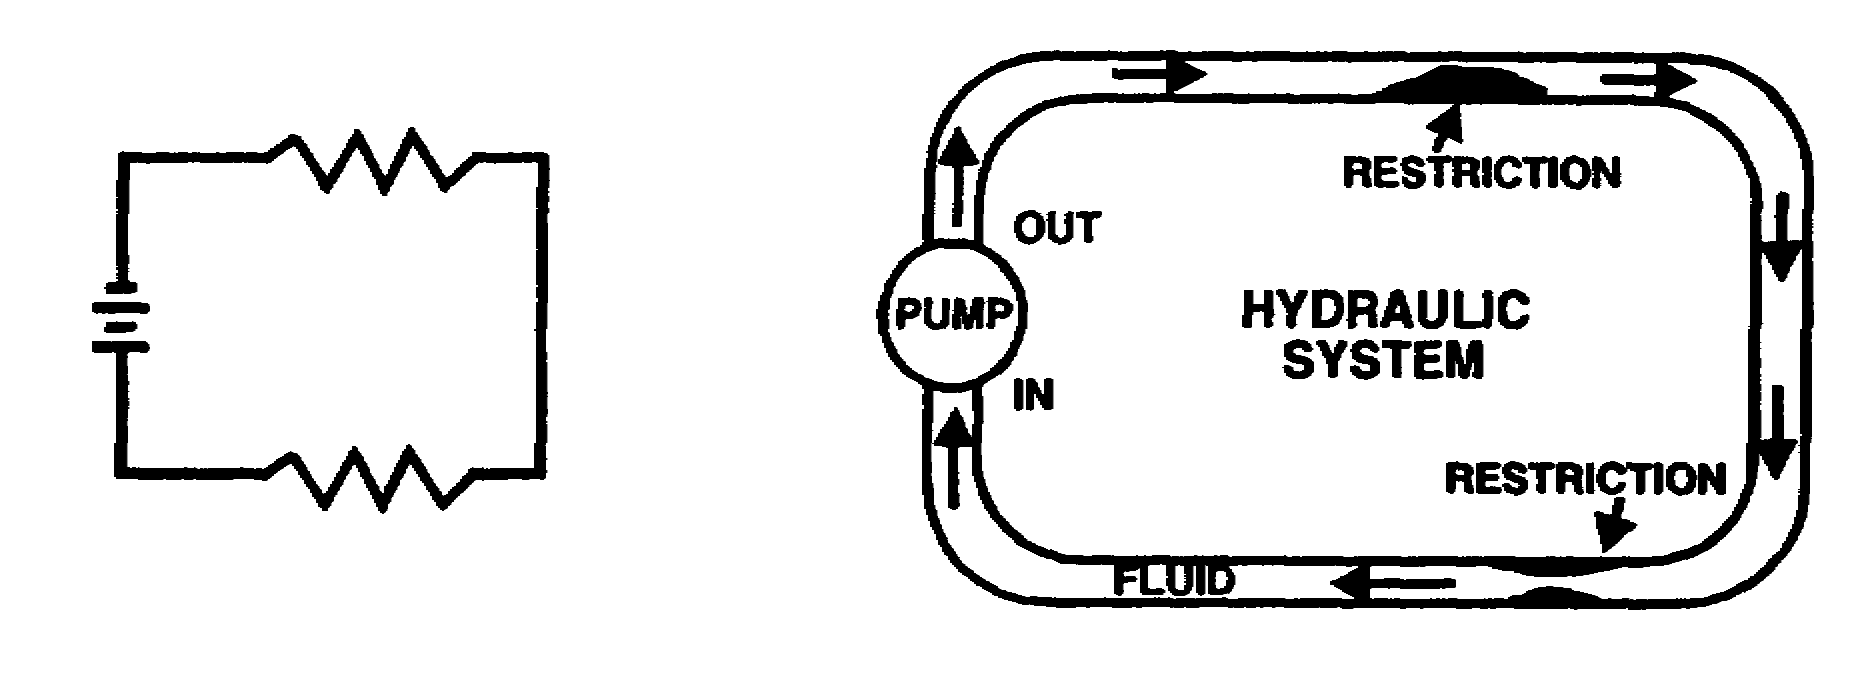 RESTRICTION
OUT
PUMP
HYDRAULIC
SYSTEM
IN
RESTRICTION
FLUID